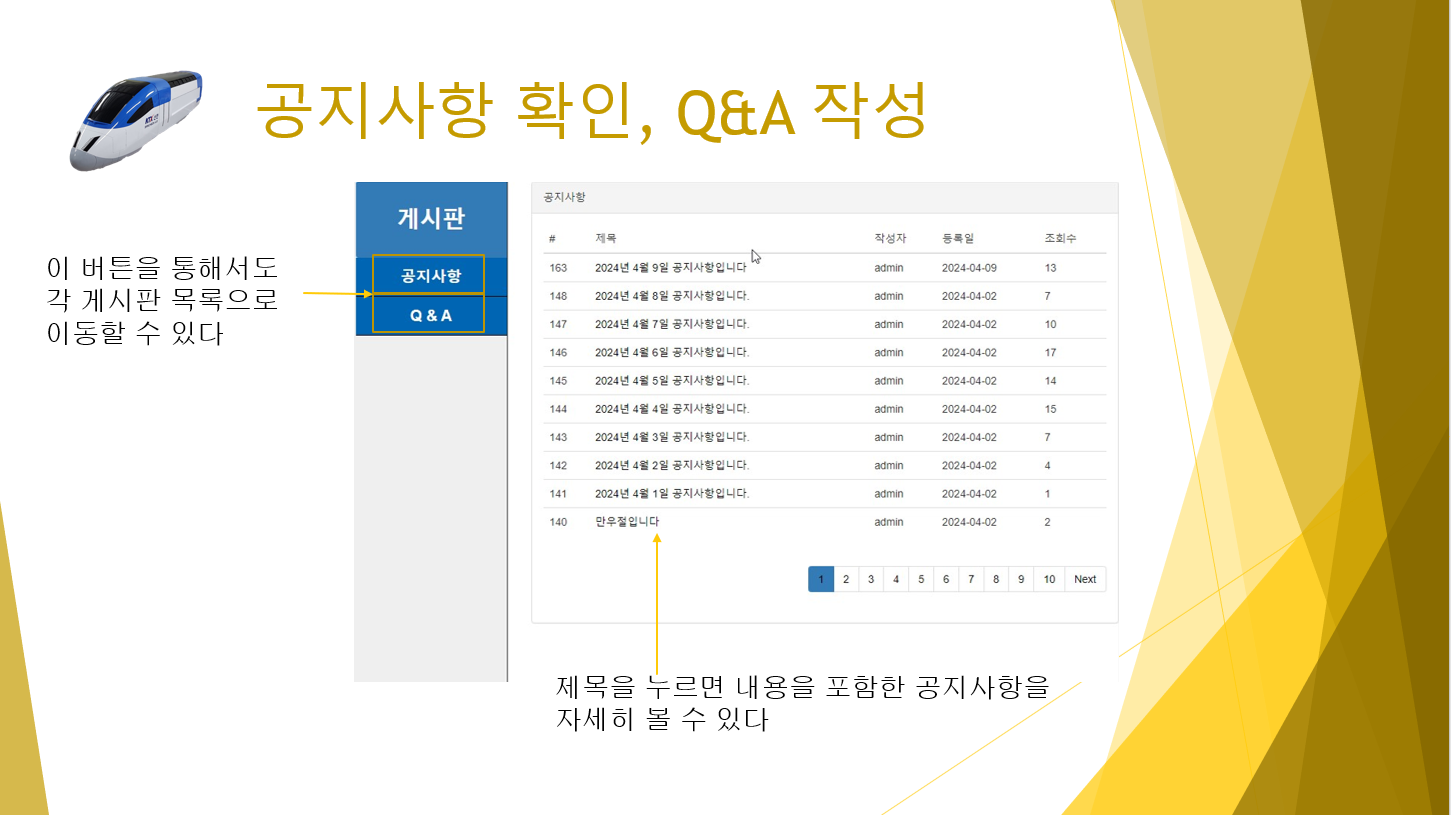 공지사항 확인, Q&A 작성
게시판
공지사항
Q & A
이 버튼을 통해서도
각 게시판 목록으로
이동할 수 있다
공지사항
# 제목 작성자 등록일 조회수
163 2024년 4월 9일 공지사항입니다 admin 2024-04-09 13
148 2024년 4월 8일 공지사항입니다. admin 2024-04-02 7
147 2024년 4월 7일 공지사항입니다. admin 2024-04-02 10
146 2024년 4월 6일 공지사항입니다. admin 2024-04-02 17
145 2024년 4월 5일 공지사항입니다. admin 2024-04-02 14
144 2024년 4월 4일 공지사항입니다. admin 2024-04-02 15
143 2024년 4월 3일 공지사항입니다. admin 2024-04-02 7
142 2024년 4월 2일 공지사항입니다. admin 2024-04-02 4
141 2024년 4월 1일 공지사항입니다. admin 2024-04-02 1
140 만우절입니다 admin 2024-04-02 2
1 2 3 4 5 6 7 8 9 10 Next
제목을 누르면 내용을 포함한 공지사항을
자세히 볼 수 있다